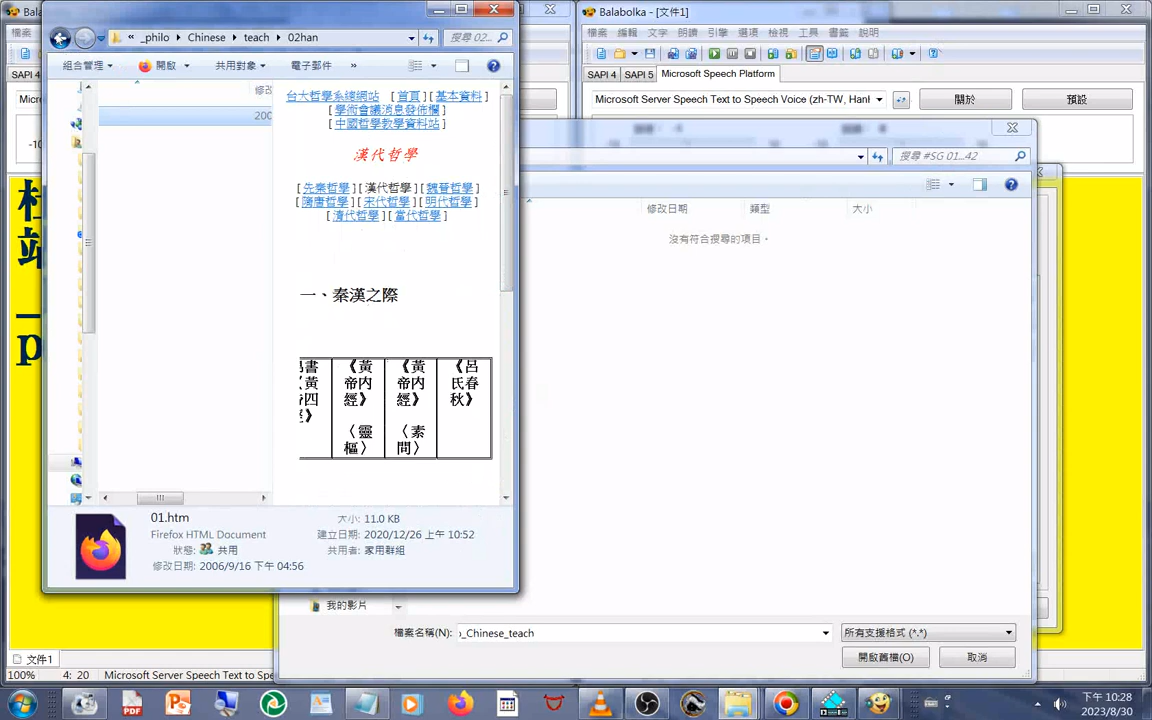 Balabolka - [文件1]
檔案 編輯 文字 朗讀 引擎 選項 檢視 工具 書籤 說明
SAPI 4 SAPI 5 Microsoft Speech Platform
Microsoft Server Speech Text to Speech Voice (zh-TW, Hanl
關於
預設
« _philo Chinese teach 02han
搜尋 02...
組合管理 開啟 共用對象 電子郵件 »
台大哲學系總網站 [首頁][基本資料]
[學術會議消息發佈欄]
[中國哲學教學資料站]
漢代哲學
[先秦哲學][漢代哲學][魏晉哲學]
[隋唐哲學][宋代哲學][明代哲學]
[清代哲學][當代哲學]
一、秦漢之際
《黃帝內經》〈靈樞〉
《黃帝內經》〈素問〉
《呂氏春秋》
01.htm
Firefox HTML Document
狀態: 共用
修改日期: 2006/9/16 下午 04:56
大小: 11.0 KB
建立日期: 2020/12/26 上午 10:52
共用者: 家用群組
搜尋 #SG 01...42
修改日期 類型 大小
沒有符合搜尋的項目。
我的影片
檔案名稱(N): _Chinese_teach
所有支援格式 (*.*)
開啟舊檔(O)
取消
文件1
100% 4: 20 Microsoft Server Speech Text to Spe
下午 10:28
2023/8/30